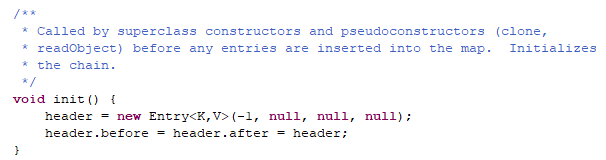 /**
 * Called by superclass constructors and pseudoconstructors (clone,
 * readObject) before any entries are inserted into the map.  Initializes
 * the chain.
 */
void init() {
    header = new Entry<K,V>(-1, null, null, null);
    header.before = header.after = header;
}